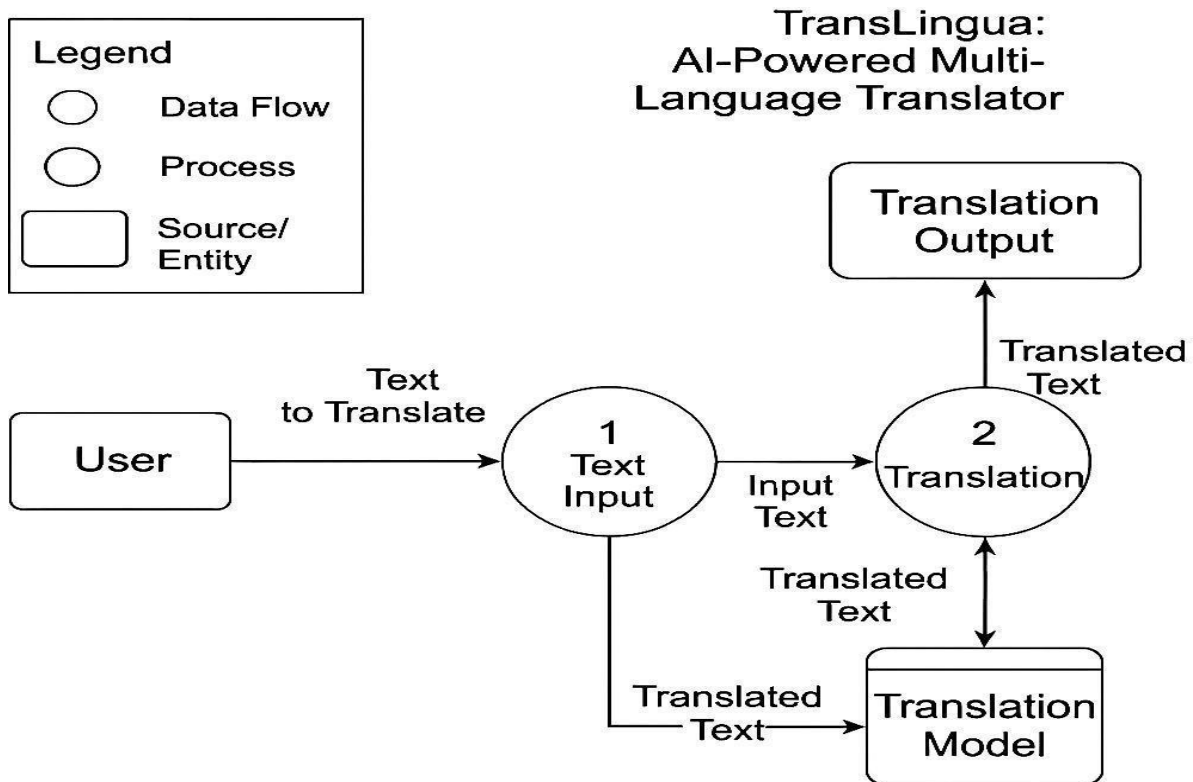 TransLingua:
AI-Powered Multi-
Language Translator
Legend
Data Flow
Process
Source/
Entity
Translation
Output
Translated
Text
Text
to Translate
User
1
Text
Input
Input
Text
2
Translation
Translated
Text
Translated
Text
Translation
Model